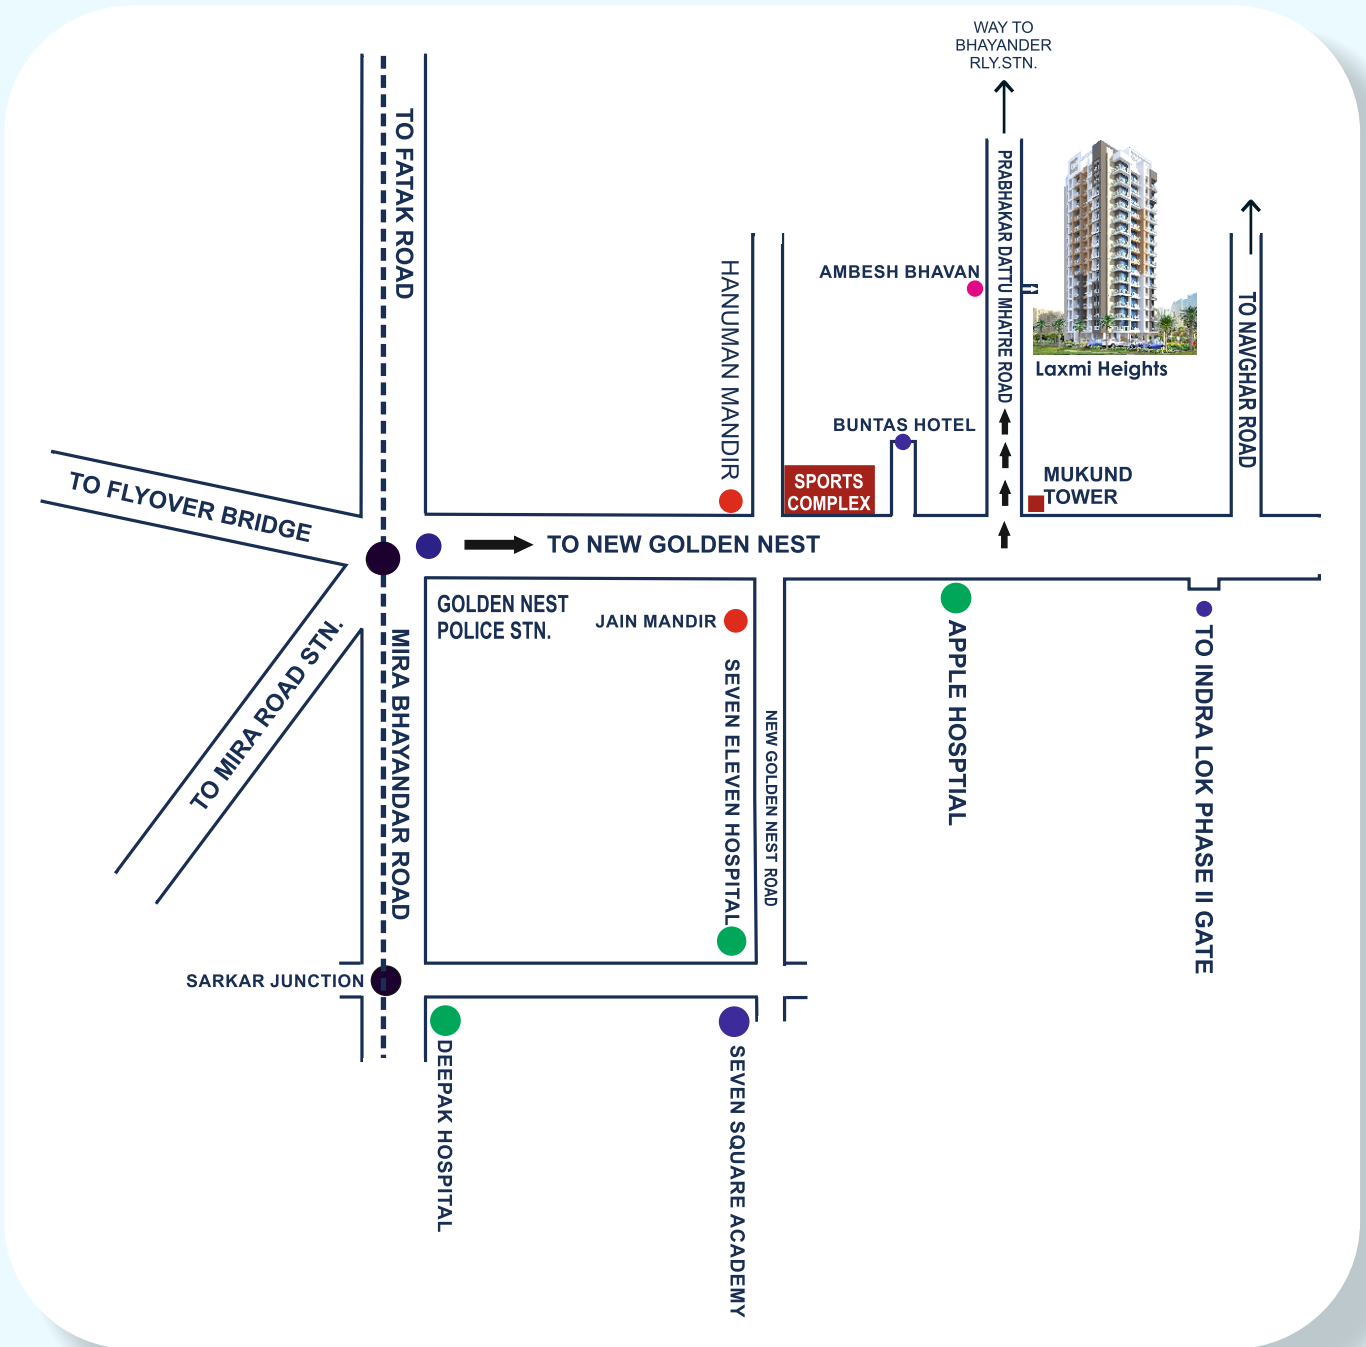 WAY TO
BHAYANDER
RLY.STN.
TO FATAK ROAD
PRABHAKAR DATTU MHATRE ROAD
HANUMAN MANDIR
AMBESH BHAVAN
TO NAVGHAR ROAD
Laxmi Heights
BUNTAS HOTEL
SPORTS
COMPLEX
MUKUND
TOWER
TO FLYOVER BRIDGE
TO NEW GOLDEN NEST
GOLDEN NEST
POLICE STN.
JAIN MANDIR
TO MIRA ROAD STN.
MIRA BHAYANDAR ROAD
SEVEN ELEVEN HOSPITAL
NEW GOLDEN NEST ROAD
APPLE HOSPTIAL
TO INDRA LOK PHASE II GATE
SARKAR JUNCTION
DEEPAK HOSPITAL
SEVEN SQUARE ACADEMY